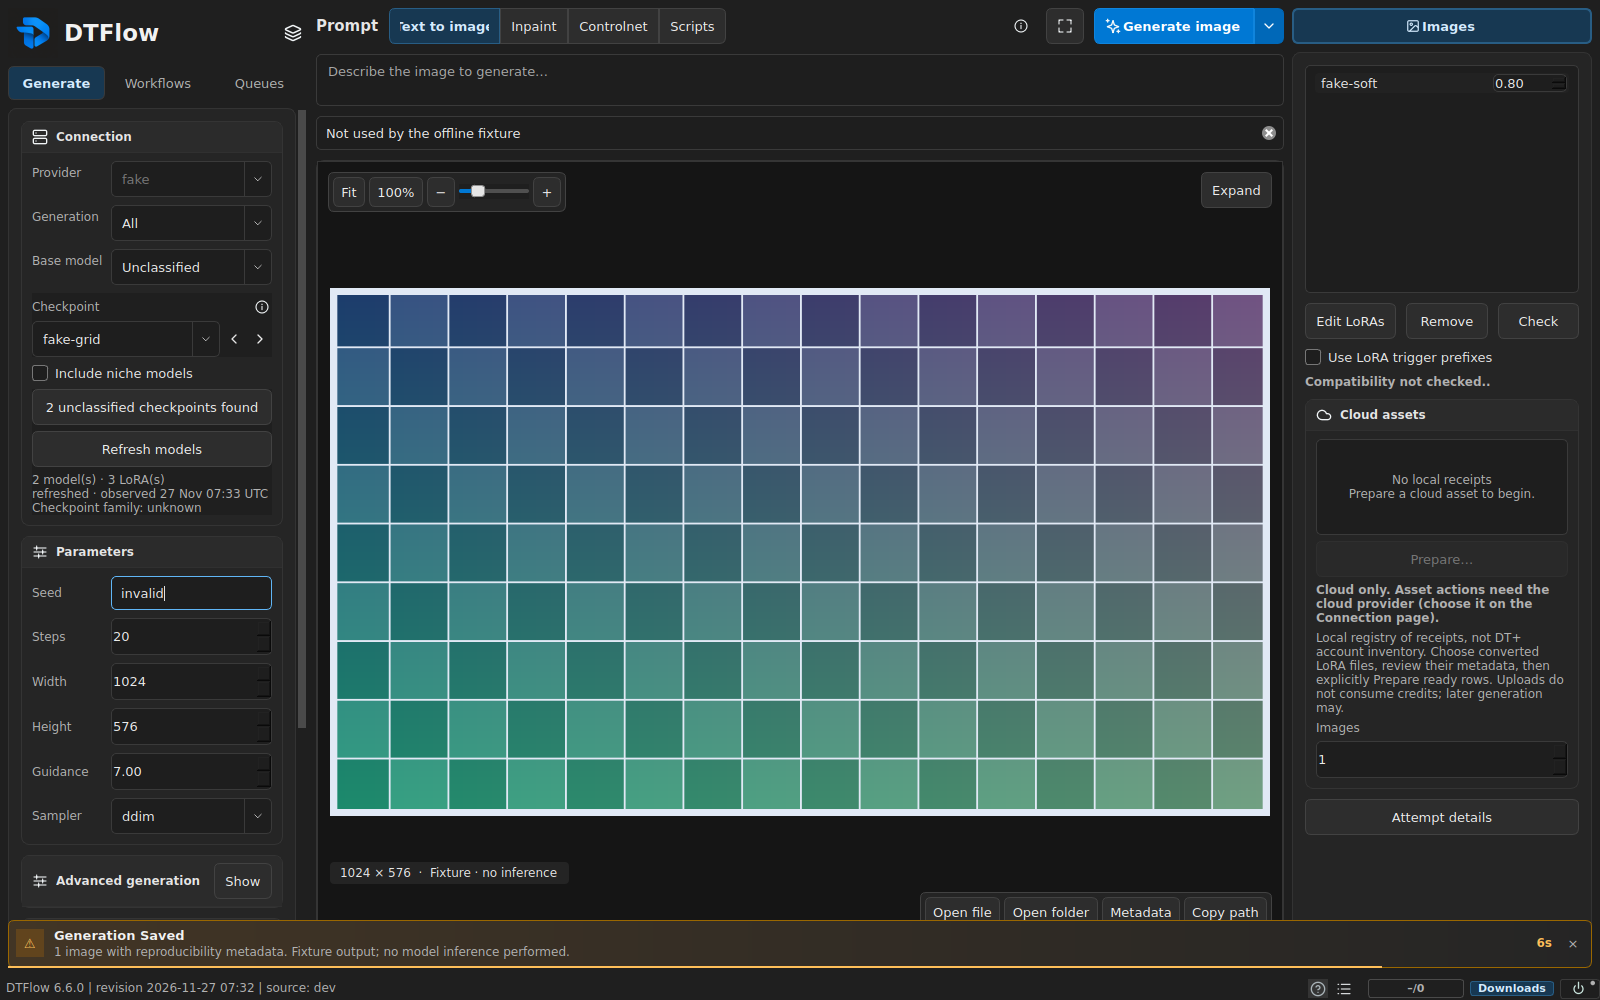 DTFlow
Generate
Workflows
Queues
Connection
Provider
fake
Generation
All
Base model
Unclassified
Checkpoint
fake-grid
Include niche models
2 unclassified checkpoints found
Refresh models
2 model(s) · 3 LoRA(s)
refreshed · observed 27 Nov 07:33 UTC
Checkpoint family: unknown
Parameters
Seed
invalid
Steps
20
Width
1024
Height
576
Guidance
7.00
Sampler
ddim
Advanced generation
Show
Prompt
Text to image
Inpaint
Controlnet
Scripts
Generate image
Describe the image to generate...
Not used by the offline fixture
Fit
100%
−
+
Expand
1024 × 576 · Fixture · no inference
Open file
Open folder
Metadata
Copy path
Images
fake-soft
0.80
Edit LoRAs
Remove
Check
Use LoRA trigger prefixes
Compatibility not checked..
Cloud assets
No local receipts
Prepare a cloud asset to begin.
Prepare...
Cloud only. Asset actions need the
cloud provider (choose it on the
Connection page).
Local registry of receipts, not DT+
account inventory. Choose converted
LoRA files, review their metadata, then
explicitly Prepare ready rows. Uploads do
not consume credits; later generation
may.
Images
1
Attempt details
Generation Saved
1 image with reproducibility metadata. Fixture output; no model inference performed.
6s
×
DTFlow 6.6.0 | revision 2026-11-27 07:32 | source: dev
–/0
Downloads